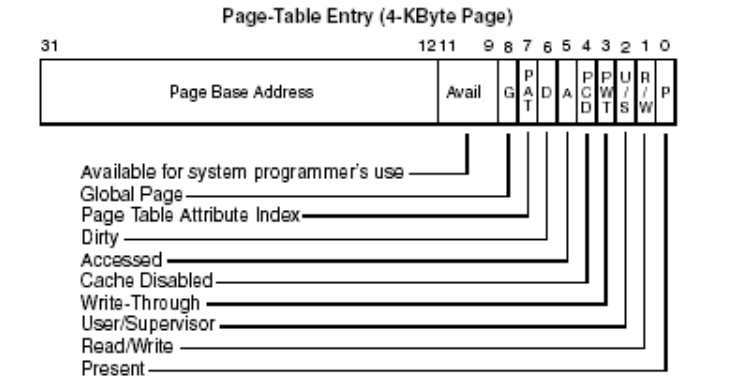 Page-Table Entry (4-KByte Page)
31 12 11 9 8 7 6 5 4 3 2 1 0
Page Base Address Avail G PAT D A PCD PWT U/S R/W P
Available for system programmer's use
Global Page
Page Table Attribute Index
Dirty
Accessed
Cache Disabled
Write-Through
User/Supervisor
Read/Write
Present